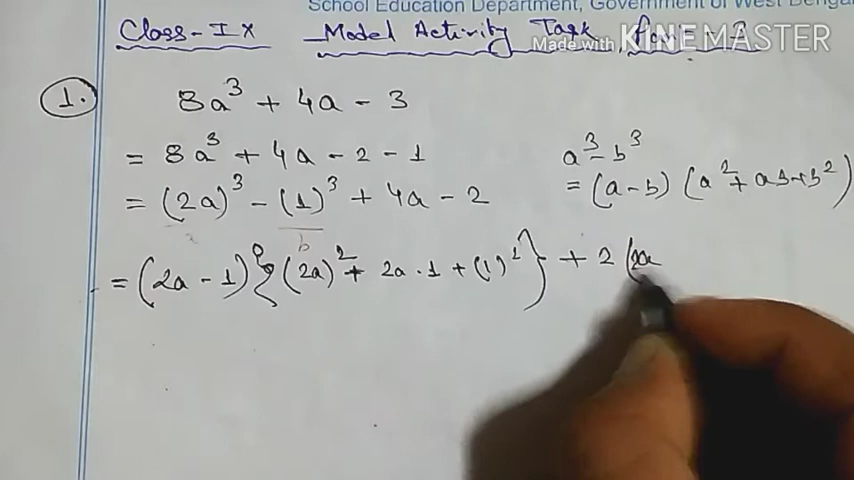 School Education Department, Government of West Bengal
Class-IX Model Activity Task
Made with KINEMASTER
1. 8a³ + 4a - 3
= 8a³ + 4a - 2 - 1
a³ - b³
= (2a)³ - (1)³ + 4a - 2
= (a-b) (a² + ab + b²)
b
= (2a - 1) {(2a)² + 2a · 1 + (1)²} + 2 (2a